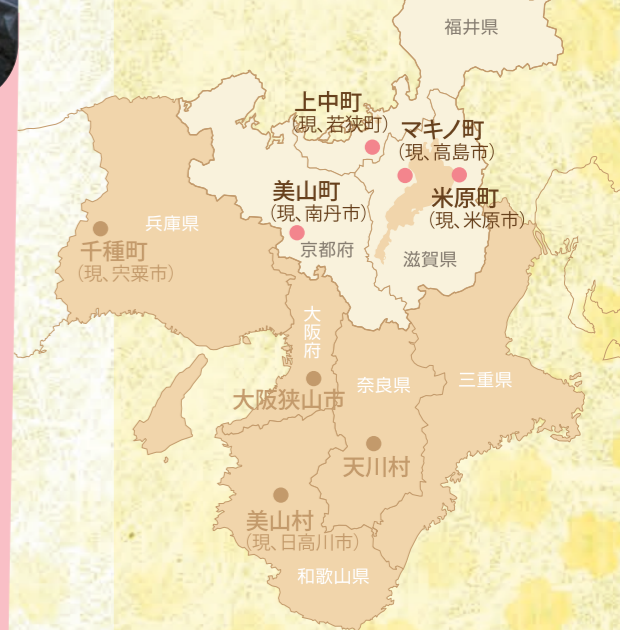 福井県
上中町
(現、若狭町)
マキノ町
(現、高島市)
美山町
(現、南丹市)
米原町
(現、米原市)
兵庫県
千種町
(現、宍粟市)
京都府
滋賀県
大阪府
大阪狭山市
奈良県
三重県
天川村
美山村
(現、日高川市)
和歌山県